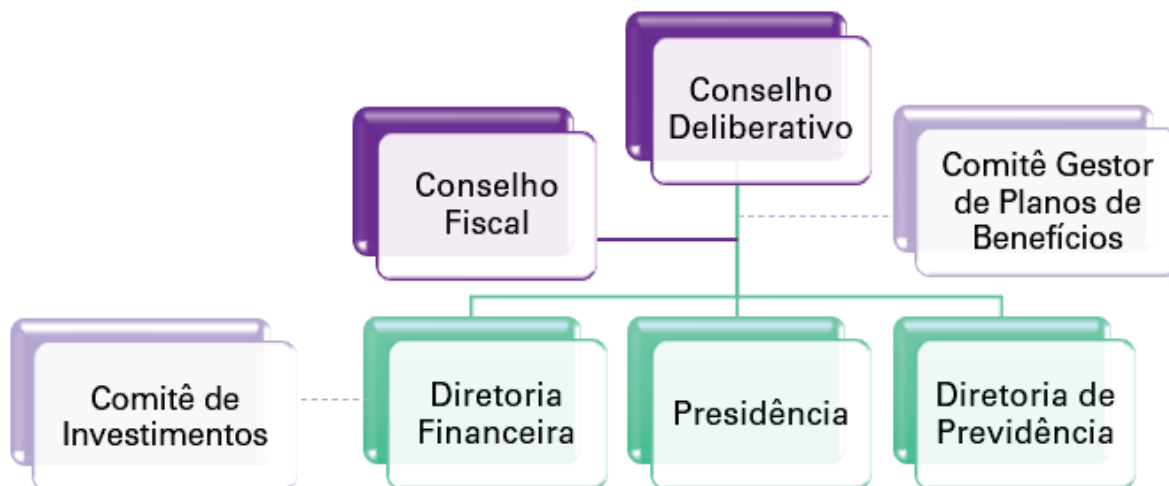 Conselho
Deliberativo
Conselho
Fiscal
Comitê Gestor
de Planos de
Benefícios
Comitê de
Investimentos
Diretoria
Financeira
Presidência
Diretoria de
Previdência